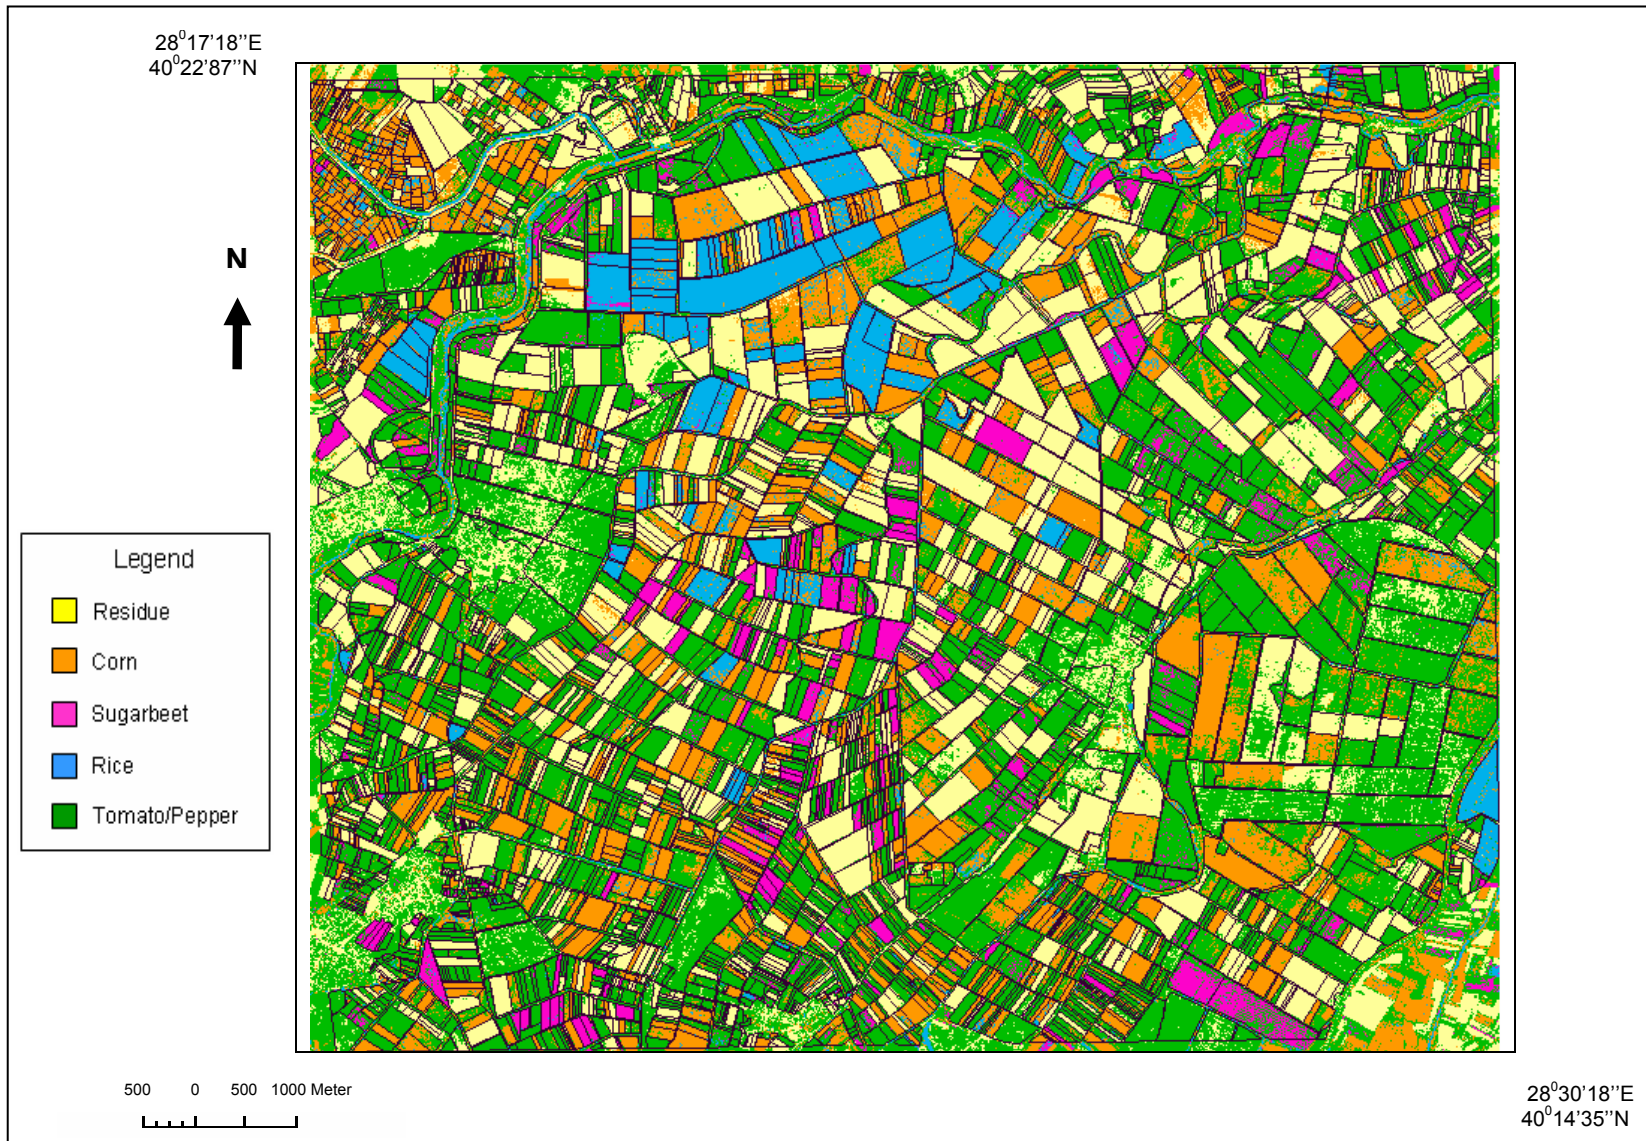 28⁰17'18''E
40⁰22'87''N
N
Legend
Residue
Corn
Sugarbeet
Rice
Tomato/Pepper
500 0 500 1000 Meter
28⁰30'18''E
40⁰14'35''N